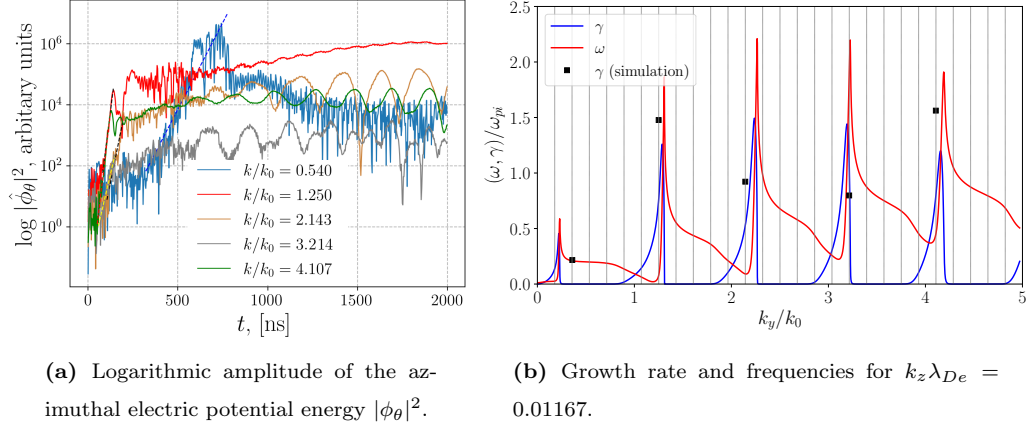 (a)
log |φ̂_θ|², arbitrary units
10⁶
10⁴
10²
10⁰
k/k₀ = 0.540
k/k₀ = 1.250
k/k₀ = 2.143
k/k₀ = 3.214
k/k₀ = 4.107
0 500 1000 1500 2000
t, [ns]
b)
(ω, γ)/ω_pi
2.5
2.0
1.5
1.0
0.5
0.0
γ
ω
γ (simulation)
0 1 2 3 4 5
k_y/k₀
(a) Logarithmic amplitude of the az-
imuthal electric potential energy |φ_θ|².
(b) Growth rate and frequencies for k_zλ_De =
0.01167.